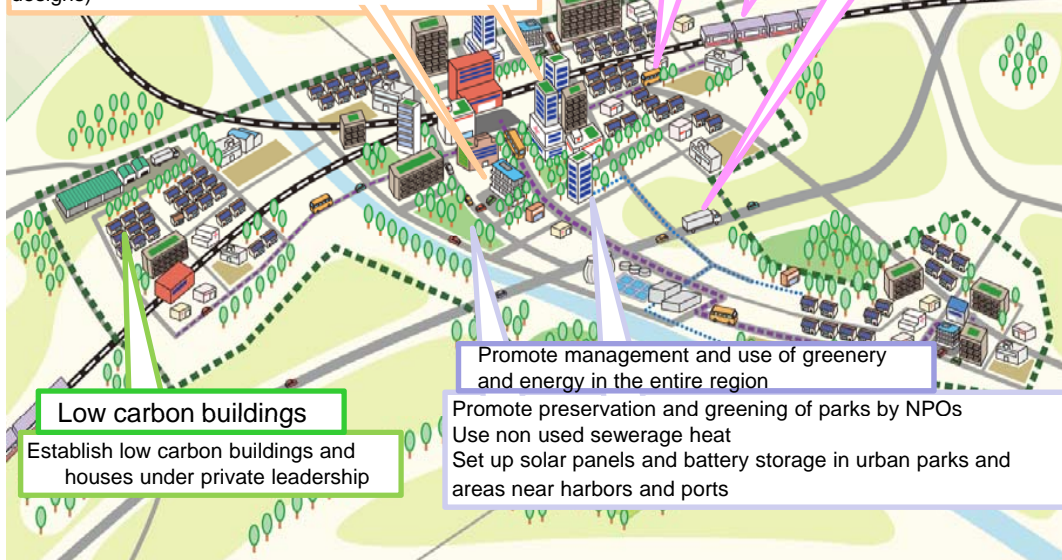 designs)
Low carbon buildings
Establish low carbon buildings and
houses under private leadership
Promote management and use of greenery
and energy in the entire region
Promote preservation and greening of parks by NPOs
Use non used sewerage heat
Set up solar panels and battery storage in urban parks and
areas near harbors and ports